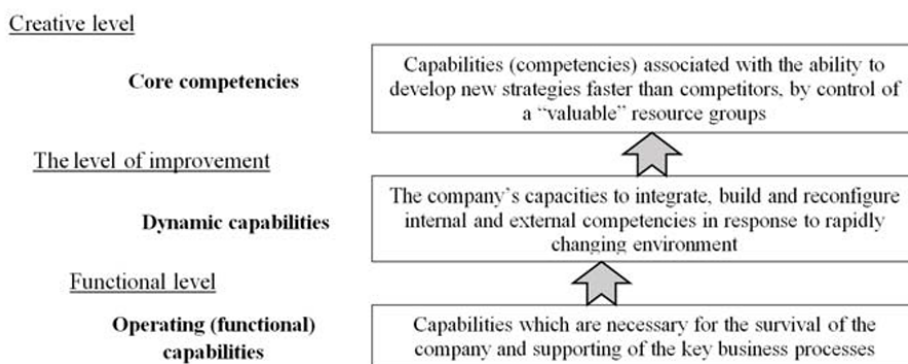 Creative level
Core competencies
Capabilities (competencies) associated with the ability to
develop new strategies faster than competitors, by control of
a “valuable” resource groups
The level of improvement
Dynamic capabilities
The company’s capacities to integrate, build and reconfigure
internal and external competencies in response to rapidly
changing environment
Functional level
Operating (functional)
capabilities
Capabilities which are necessary for the survival of the
company and supporting of the key business processes